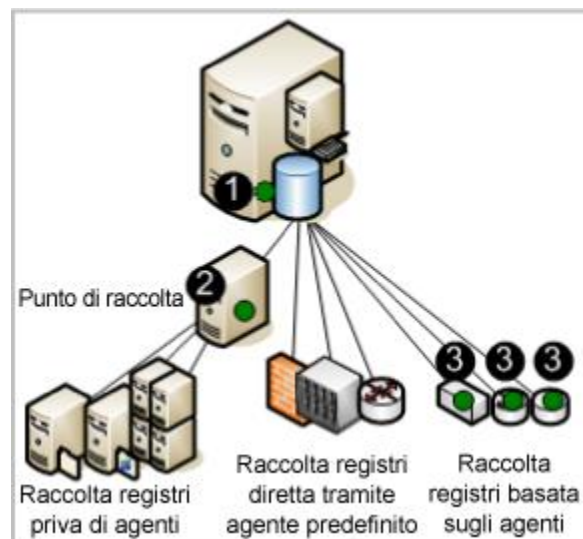 1
Punto di raccolta
2
3 3 3
Raccolta registri
priva di agenti
Raccolta registri
diretta tramite
agente predefinito
Raccolta
registri basata
sugli agenti